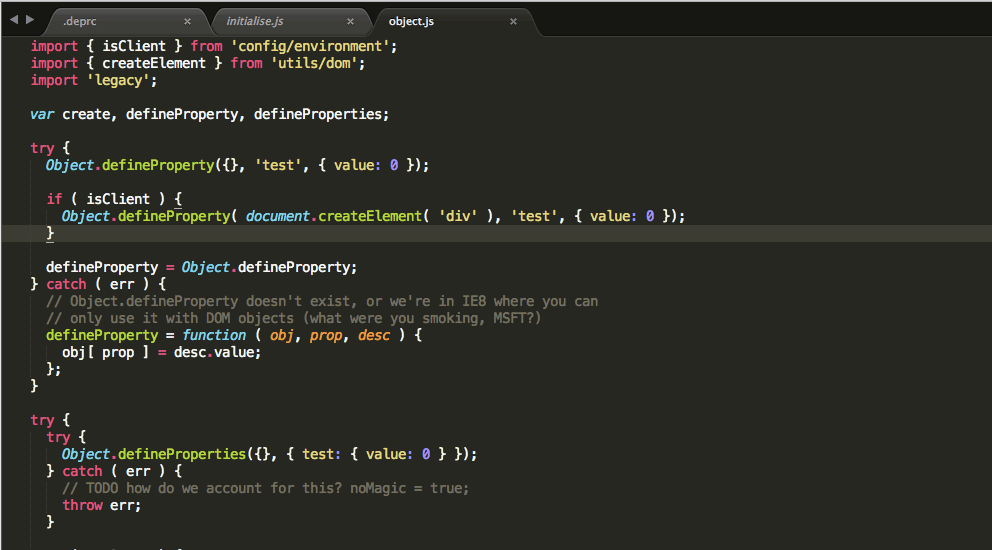 .deprc × initialise.js × object.js ×
import { isClient } from 'config/environment';
import { createElement } from 'utils/dom';
import 'legacy';
var create, defineProperty, defineProperties;
try {
Object.defineProperty({}, 'test', { value: 0 });
if ( isClient ) {
Object.defineProperty( document.createElement( 'div' ), 'test', { value: 0 });
}
defineProperty = Object.defineProperty;
} catch ( err ) {
// Object.defineProperty doesn't exist, or we're in IE8 where you can
// only use it with DOM objects (what were you smoking, MSFT?)
defineProperty = function ( obj, prop, desc ) {
obj[ prop ] = desc.value;
};
}
try {
try {
Object.defineProperties({}, { test: { value: 0 } });
} catch ( err ) {
// TODO how do we account for this? noMagic = true;
throw err;
}